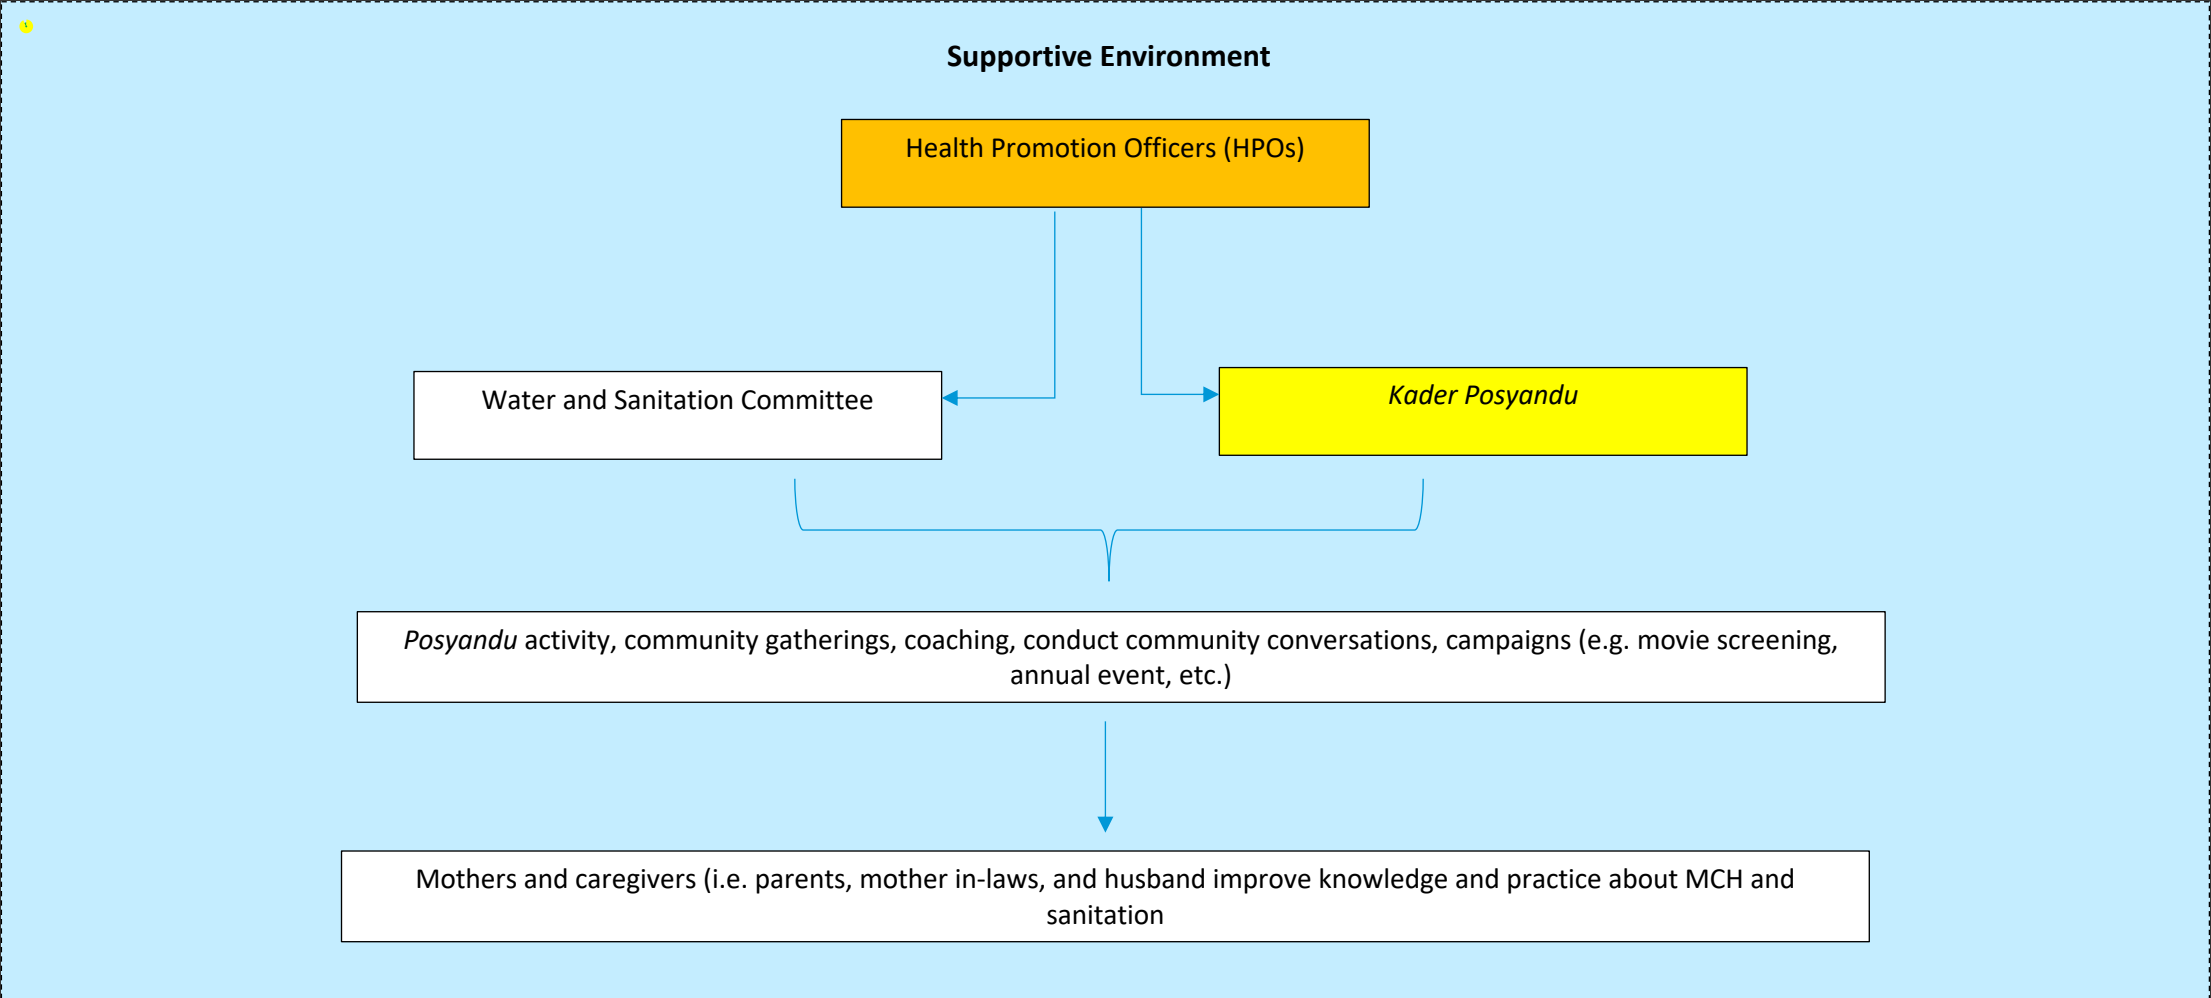 Supportive Environment
Health Promotion Officers (HPOs)
Water and Sanitation Committee
Kader Posyandu
Posyandu activity, community gatherings, coaching, conduct community conversations, campaigns (e.g. movie screening,
annual event, etc.)
Mothers and caregivers (i.e. parents, mother in-laws, and husband improve knowledge and practice about MCH and
sanitation